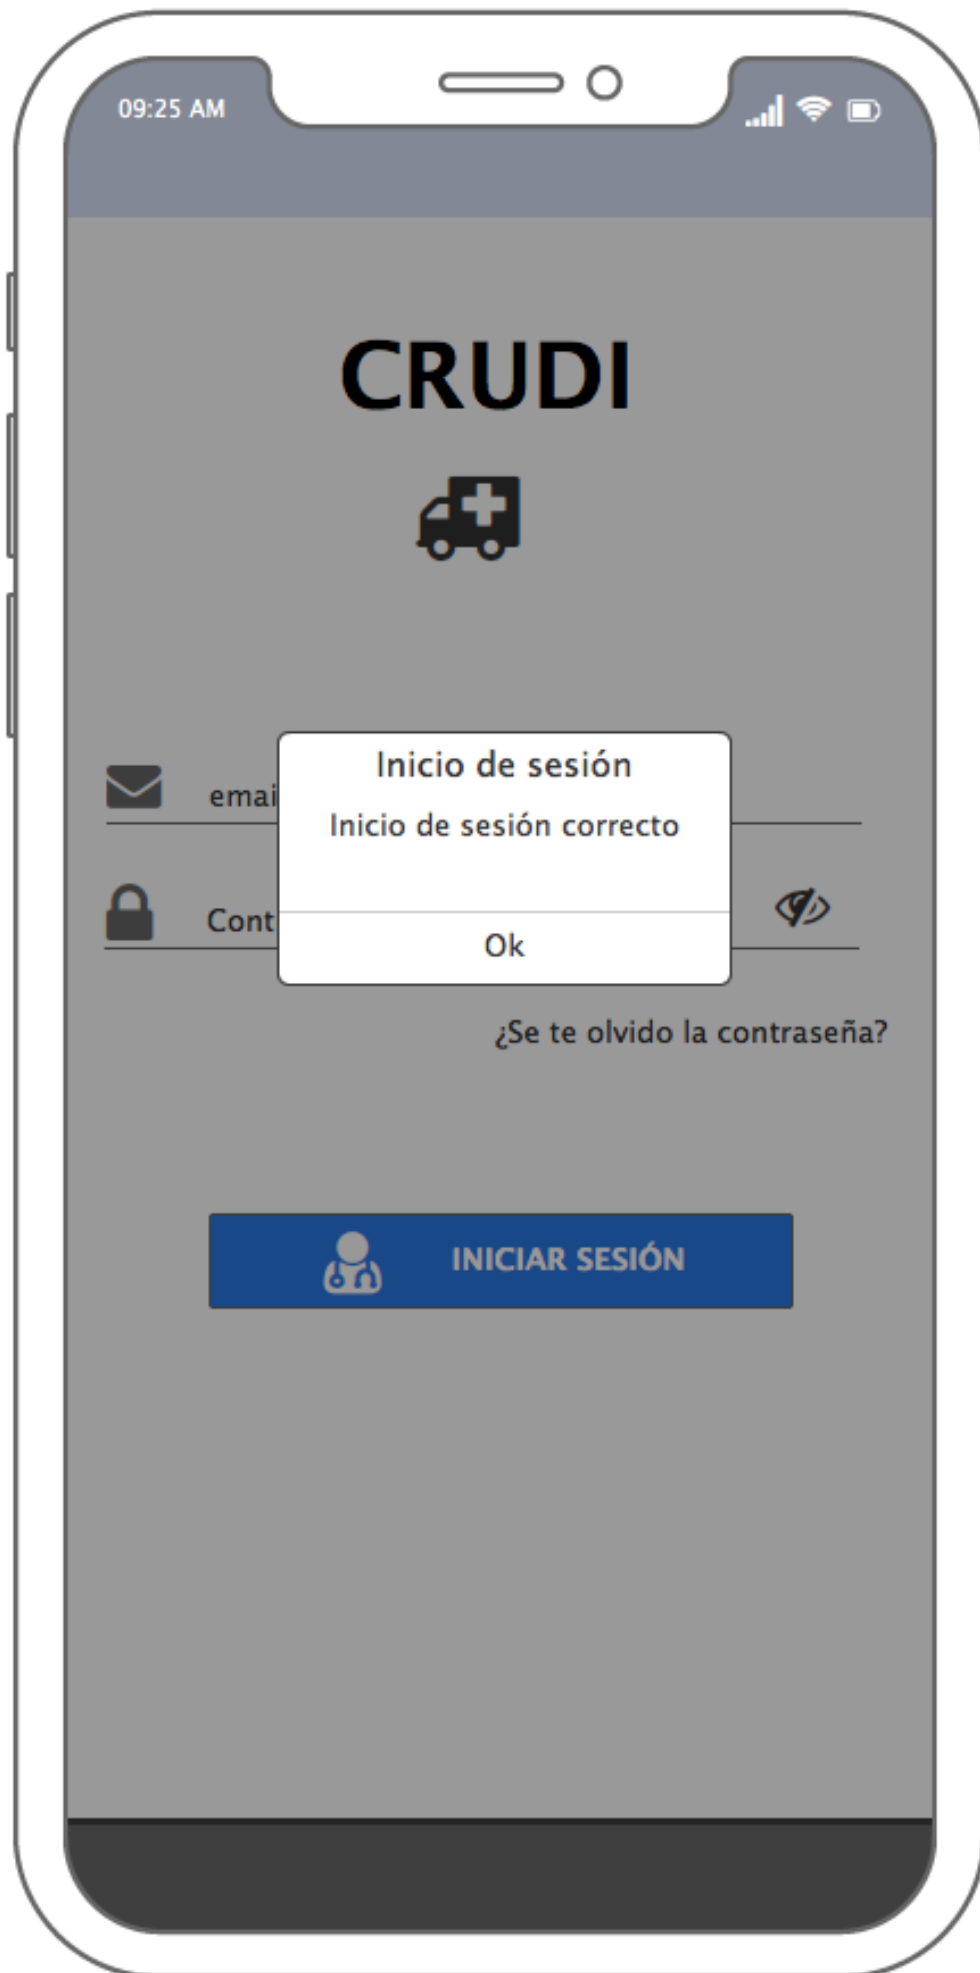 09:25 AM
CRUDI
Inicio de sesión
emai
Inicio de sesión correcto
Cont
Ok
¿Se te olvido la contraseña?
INICIAR SESIÓN